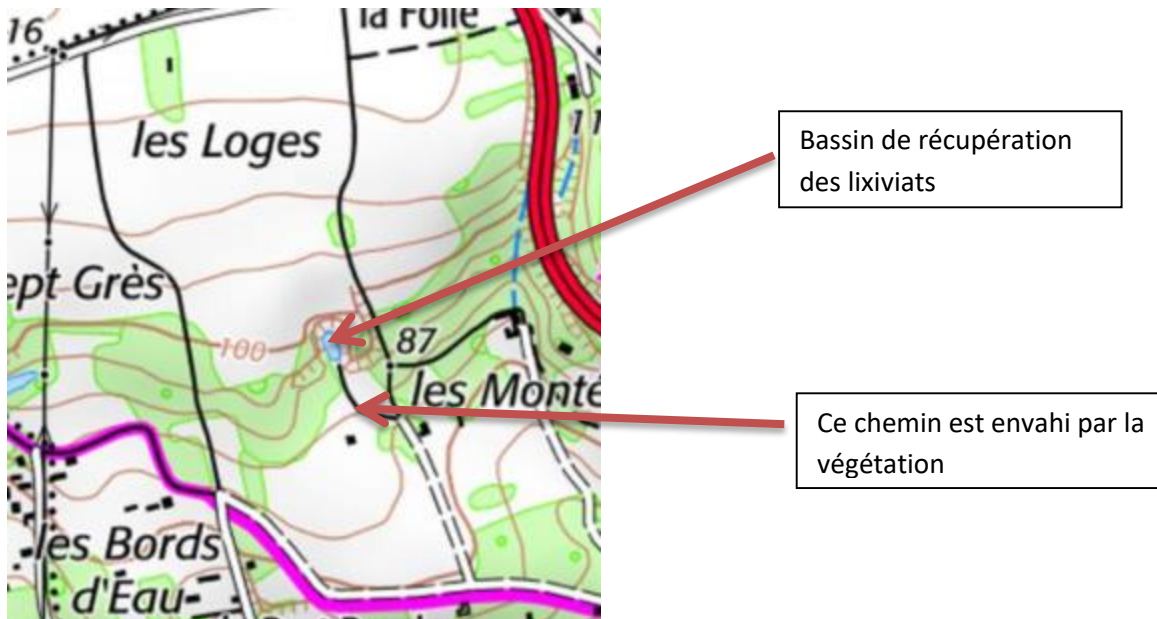 16
la Folie
11
les Loges
Bassin de récupération
des lixiviats
ept Grès
100
87
les Monté
Ce chemin est envahi par la
végétation
les Bords
d'Eau